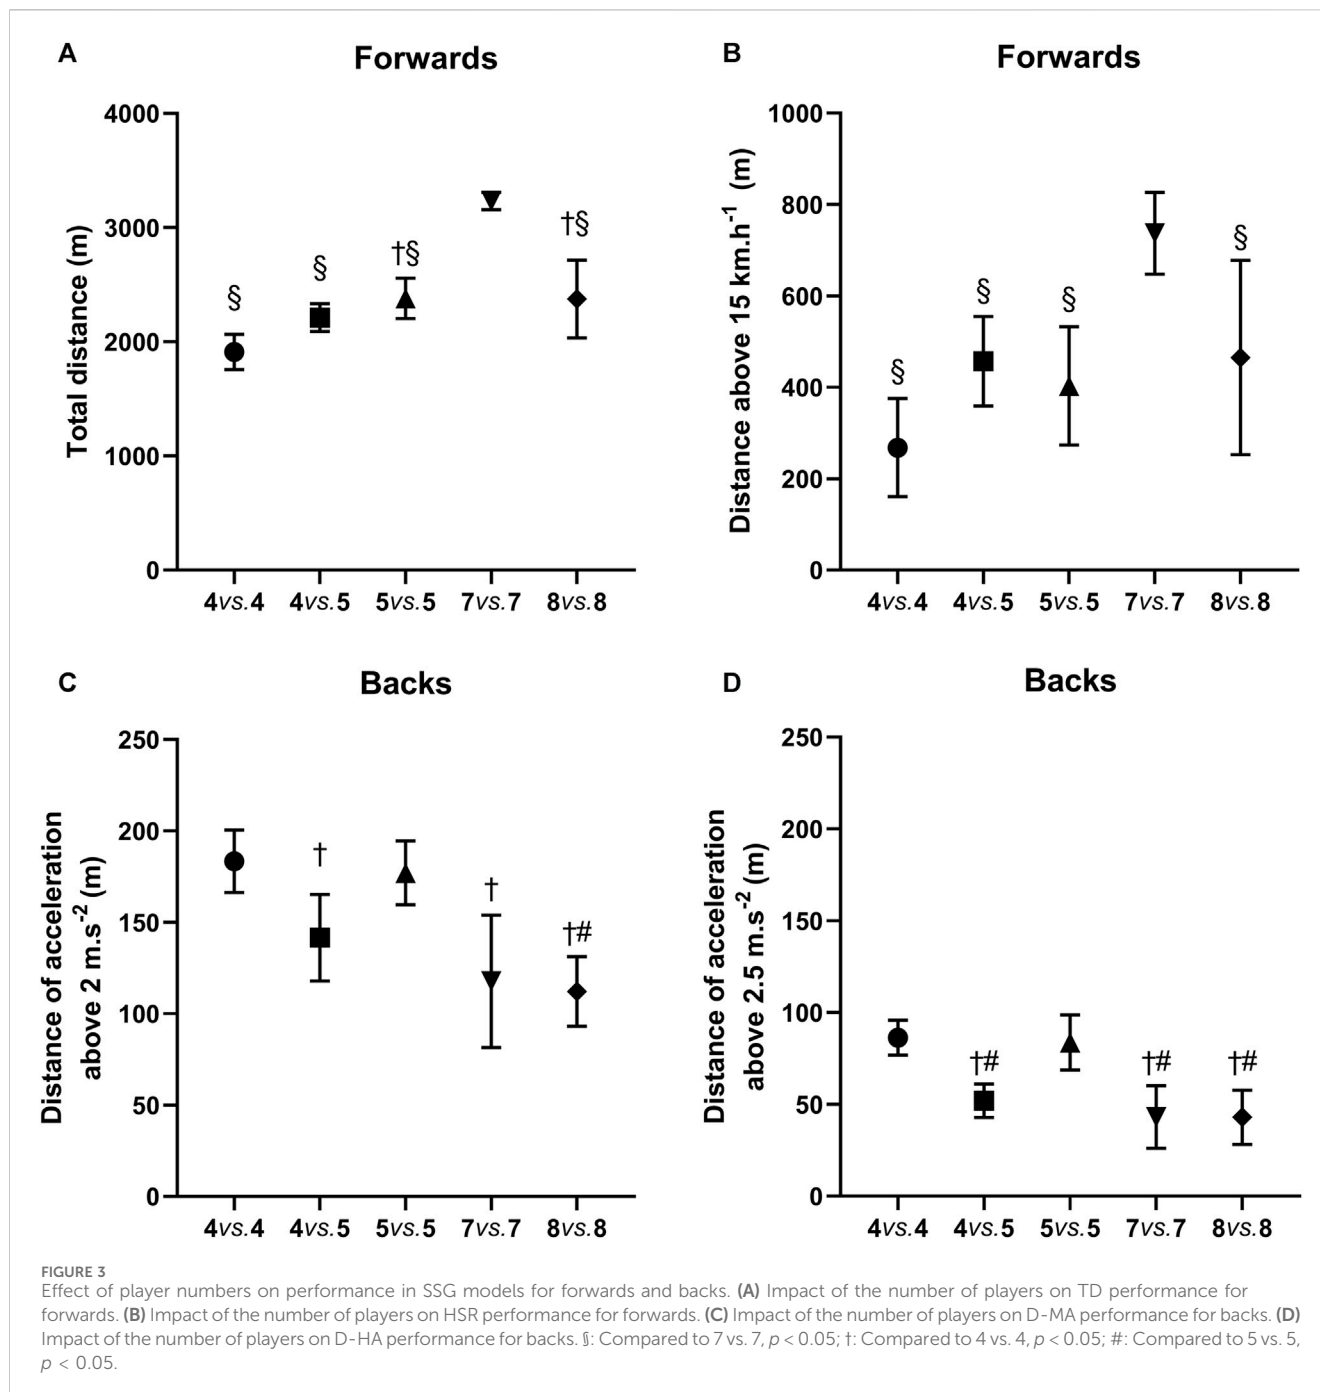 A
Forwards
4000
3000
2000
1000
0
Total distance (m)
§
§
†§
†§
4vs.4 4vs.5 5vs.5 7vs.7 8vs.8
B
Forwards
1000
800
600
400
200
0
Distance above 15 km.h-1 (m)
§
§
§
§
4vs.4 4vs.5 5vs.5 7vs.7 8vs.8
C
Backs
250
200
150
100
50
0
Distance of acceleration
above 2 m.s-2 (m)
†
†
†#
4vs.4 4vs.5 5vs.5 7vs.7 8vs.8
D
Backs
250
200
150
100
50
0
Distance of acceleration
above 2.5 m.s-2 (m)
†#
†#
†#
4vs.4 4vs.5 5vs.5 7vs.7 8vs.8
FIGURE 3
Effect of player numbers on performance in SSG models for forwards and backs. (A) Impact of the number of players on TD performance for
forwards. (B) Impact of the number of players on HSR performance for forwards. (C) Impact of the number of players on D-MA performance for backs. (D)
Impact of the number of players on D-HA performance for backs. §: Compared to 7 vs. 7, p < 0.05; †: Compared to 4 vs. 4, p < 0.05; #: Compared to 5 vs. 5,
p < 0.05.